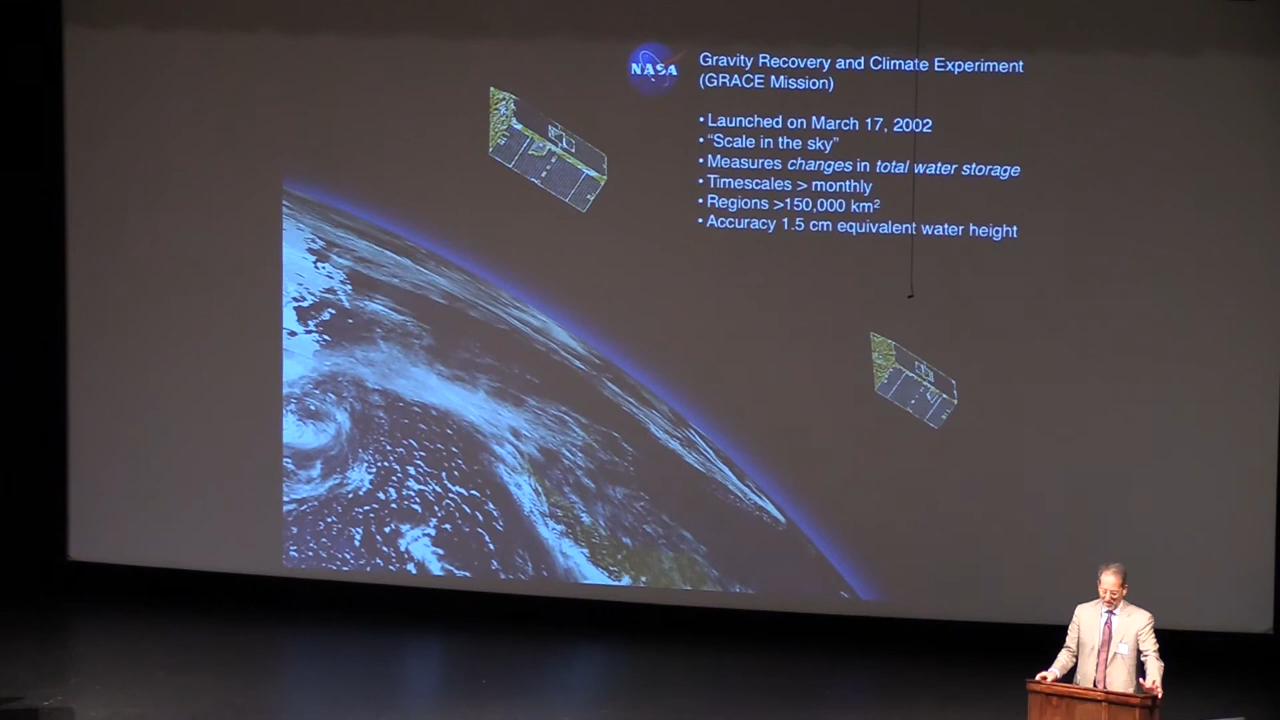 NASA
Gravity Recovery and Climate Experiment
(GRACE Mission)
• Launched on March 17, 2002
• “Scale in the sky”
• Measures changes in total water storage
• Timescales > monthly
• Regions >150,000 km²
• Accuracy 1.5 cm equivalent water height